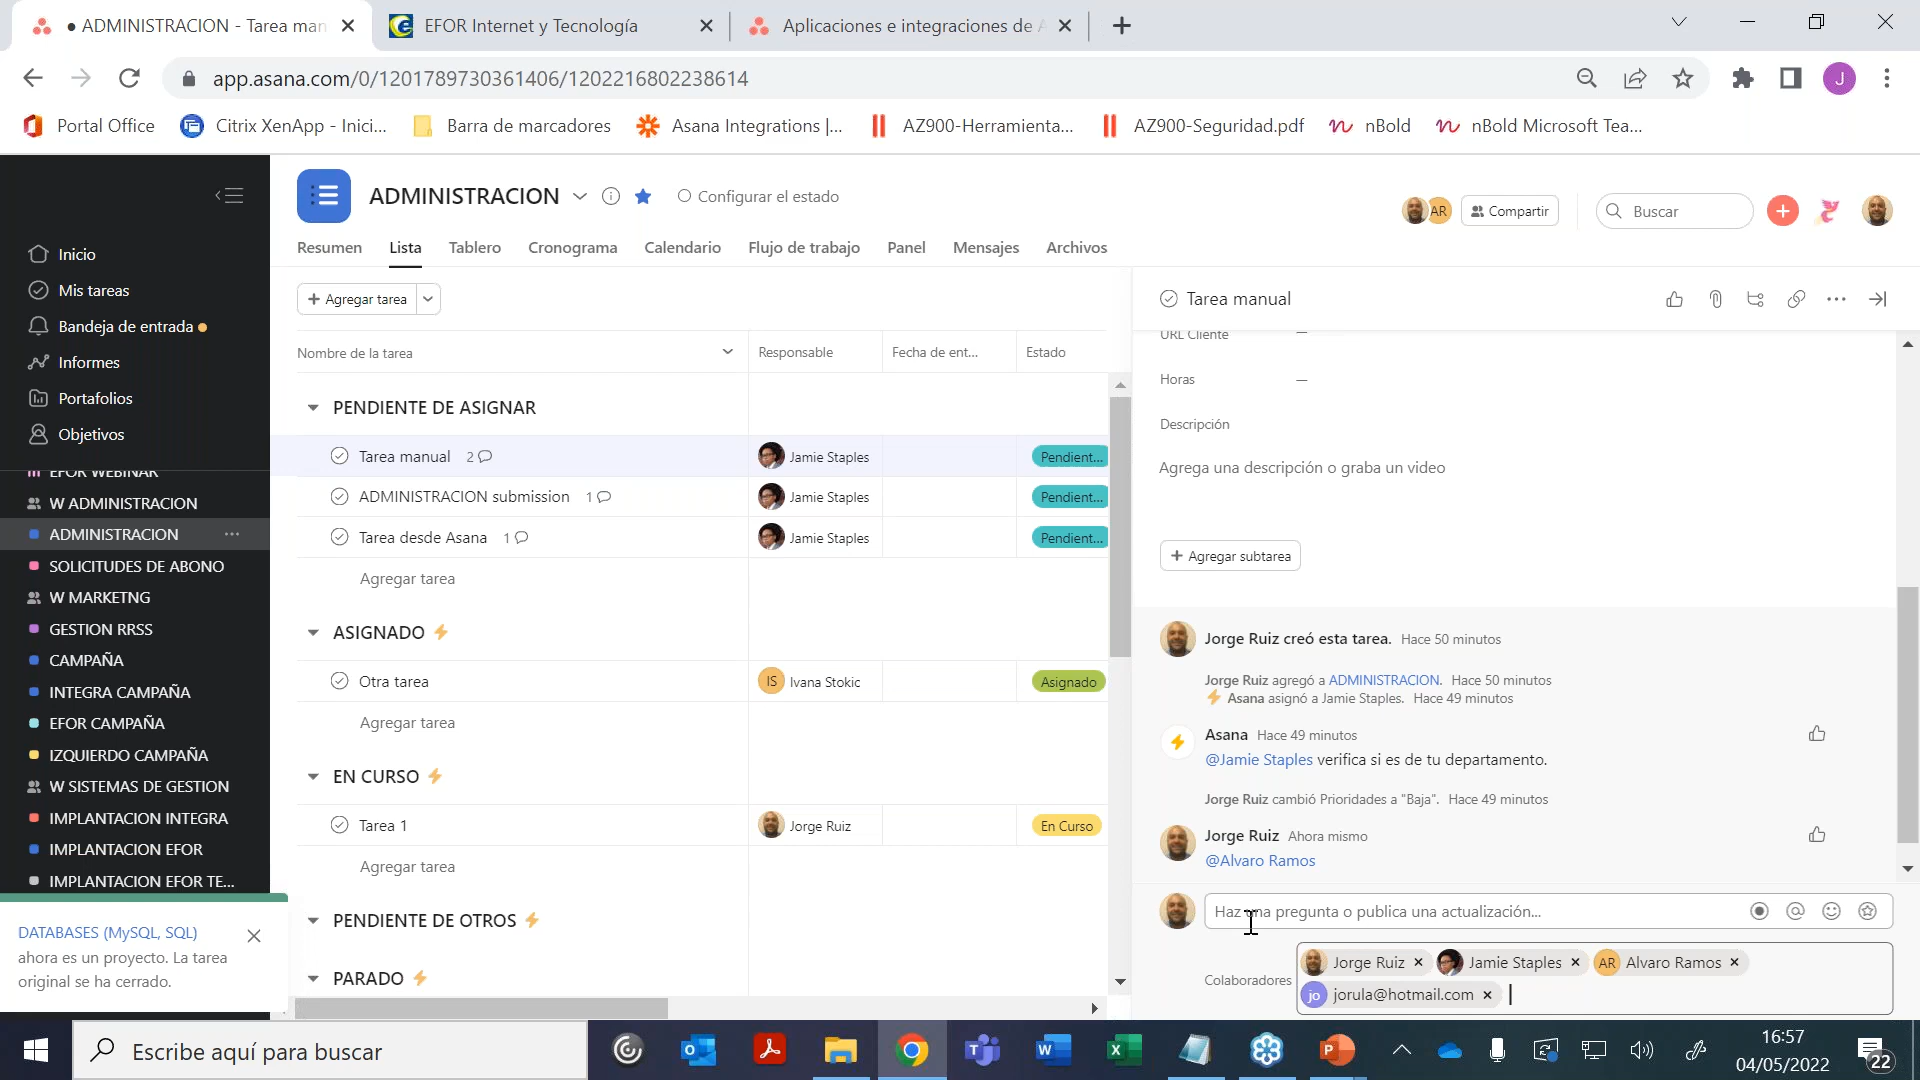 ● ADMINISTRACION - Tarea man
EFOR Internet y Tecnología
Aplicaciones e integraciones de A
app.asana.com/0/1201789730361406/1202216802238614
J
Portal Office
Citrix XenApp - Inici...
Barra de marcadores
Asana Integrations |...
AZ900-Herramienta...
AZ900-Seguridad.pdf
nBold
nBold Microsoft Tea...
ADMINISTRACION
Configurar el estado
AR
Compartir
Buscar
Resumen
Lista
Tablero
Cronograma
Calendario
Flujo de trabajo
Panel
Mensajes
Archivos
Inicio
Mis tareas
Bandeja de entrada
Informes
Portafolios
Objetivos
EFOR WEBINAR
W ADMINISTRACION
ADMINISTRACION ...
SOLICITUDES DE ABONO
W MARKETNG
GESTION RRSS
CAMPAÑA
INTEGRA CAMPAÑA
EFOR CAMPAÑA
IZQUIERDO CAMPAÑA
W SISTEMAS DE GESTION
IMPLANTACION INTEGRA
IMPLANTACION EFOR
IMPLANTACION EFOR TE...
DATABASES (MySQL, SQL)
ahora es un proyecto. La tarea
original se ha cerrado.
+ Agregar tarea
Nombre de la tarea
Responsable
Fecha de ent...
Estado
PENDIENTE DE ASIGNAR
Tarea manual 2
Jamie Staples
Pendient...
ADMINISTRACION submission 1
Jamie Staples
Pendient...
Tarea desde Asana 1
Jamie Staples
Pendient...
Agregar tarea
ASIGNADO
Otra tarea
IS Ivana Stokic
Asignado
Agregar tarea
EN CURSO
Tarea 1
Jorge Ruiz
En Curso
Agregar tarea
PENDIENTE DE OTROS
PARADO
Tarea manual
URL Cliente —
Horas —
Descripción
Agrega una descripción o graba un video
+ Agregar subtarea
Jorge Ruiz creó esta tarea. Hace 50 minutos
Jorge Ruiz agregó a ADMINISTRACION. Hace 50 minutos
Asana asignó a Jamie Staples. Hace 49 minutos
Asana Hace 49 minutos
@Jamie Staples verifica si es de tu departamento.
Jorge Ruiz cambió Prioridades a "Baja". Hace 49 minutos
Jorge Ruiz Ahora mismo
@Alvaro Ramos
Haz una pregunta o publica una actualización...
Colaboradores
Jorge Ruiz ×
Jamie Staples ×
AR Alvaro Ramos ×
jo jorula@hotmail.com ×
Escribe aquí para buscar
16:57
04/05/2022
22